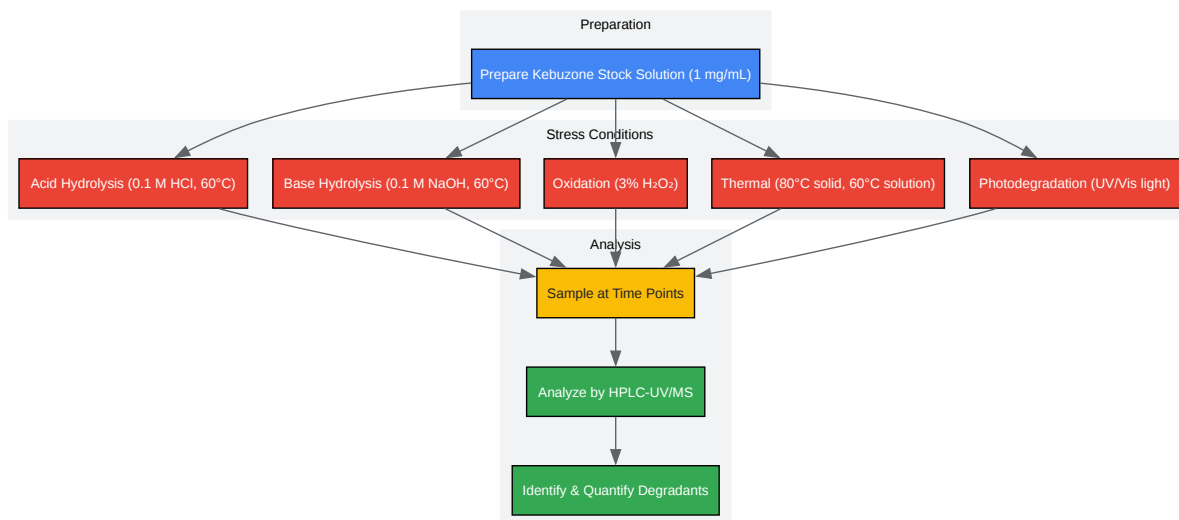 Preparation
Prepare Kebuzone Stock Solution (1 mg/mL)
Stress Conditions
Acid Hydrolysis (0.1 M HCl, 60°C)
Base Hydrolysis (0.1 M NaOH, 60°C)
Oxidation (3% H₂O₂)
Thermal (80°C solid, 60°C solution)
Photodegradation (UV/Vis light)
Analysis
Sample at Time Points
Analyze by HPLC-UV/MS
Identify & Quantify Degradants